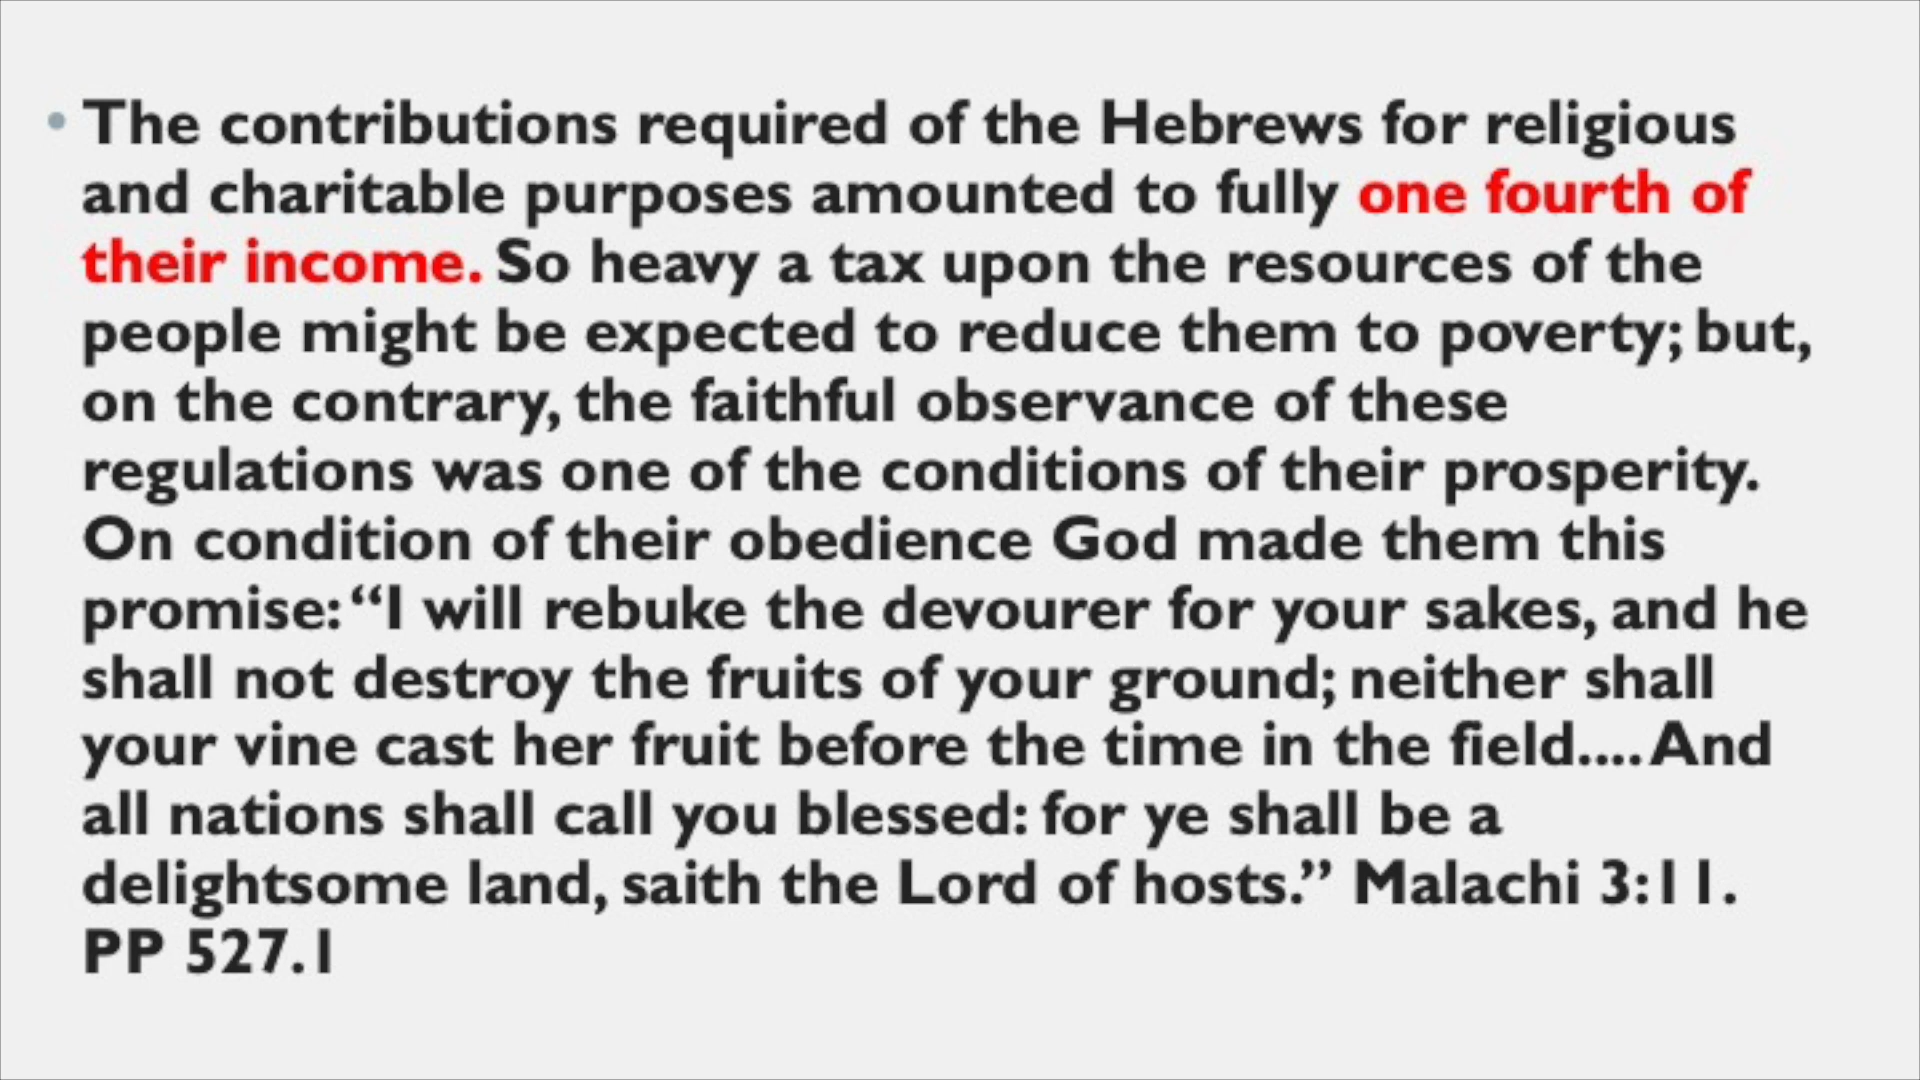 • The contributions required of the Hebrews for religious
and charitable purposes amounted to fully one fourth of
their income. So heavy a tax upon the resources of the
people might be expected to reduce them to poverty; but,
on the contrary, the faithful observance of these
regulations was one of the conditions of their prosperity.
On condition of their obedience God made them this
promise: “I will rebuke the devourer for your sakes, and he
shall not destroy the fruits of your ground; neither shall
your vine cast her fruit before the time in the field.... And
all nations shall call you blessed: for ye shall be a
delightsome land, saith the Lord of hosts.” Malachi 3:11.
PP 527.1